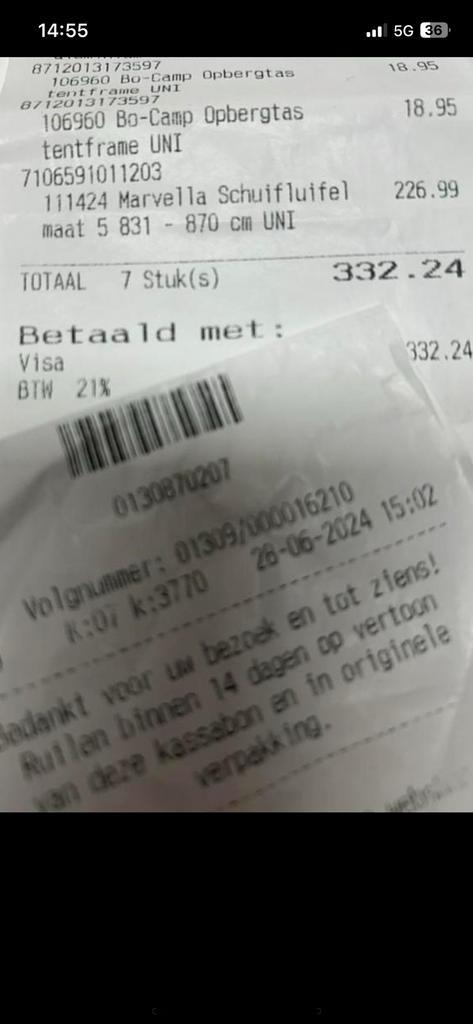 14:55
5G 36
8712013173597
18.95
106960 Bo-Camp Opbergtas
tentframe UNI
8712013173597
106960 Bo-Camp Opbergtas 18.95
tentframe UNI
7106591011203
111424 Marvella Schuifluifel 226.99
maat 5 831 - 870 cm UNI
TOTAAL 7 Stuk(s) 332.24
Betaald met:
Visa 332.24
BTW 21%
0130870207
Volgnummer: 01309/000016210
K:07 k:3770 26-06-2024 15:02
Bedankt voor uw bezoek en tot ziens!
Ruilen binnen 14 dagen op vertoon
van deze kassabon en in originele
verpakking.